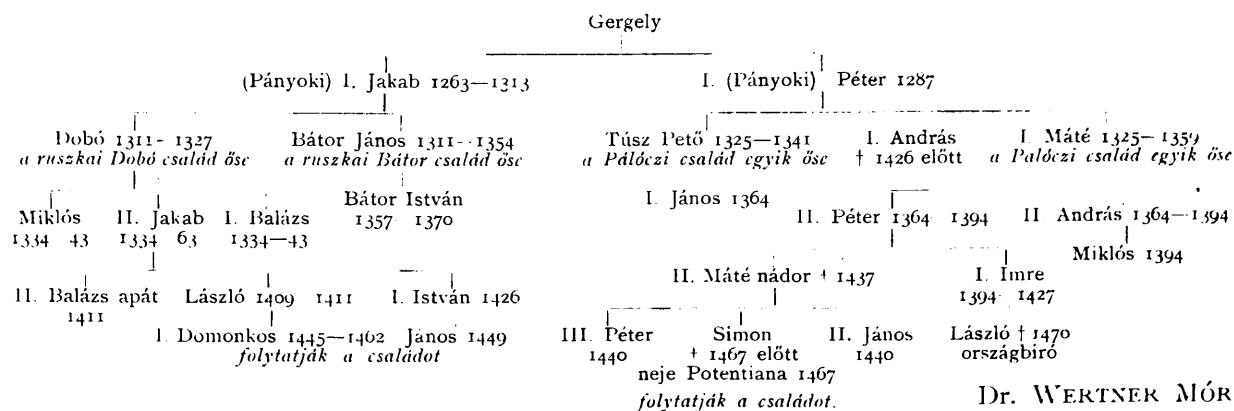 Gergely
(Pányoki) I. Jakab 1263—1313 I. (Pányoki) Péter 1287
Dobó 1311- 1327 Bátor János 1311--1354 Túsz Pető 1325—1341 I. András I. Máté 1325—1359
a ruszkai Dobó család őse a ruszkai Bátor család őse a Pálóczi család egyik őse † 1426 előtt a Palóczi család egyik őse
Bátor István I. János 1364
Miklós II. Jakab I. Balázs 1357 1370 II. Péter 1364 1394 II András 1364—1394
1334 43 1334 63 1334—43
Miklós 1394
II. Máté nádor † 1437 I. Imre
II. Balázs apát László 1409 1411 I. István 1426 1394 1427
1411
I. Domonkos 1445—1462 János 1449 III. Péter Simon II. János László † 1470
folytatják a családot 1440 † 1467 előtt 1440 országbiró
neje Potentiana 1467
folytatják a családot.
Dr. WERTNER MÓR